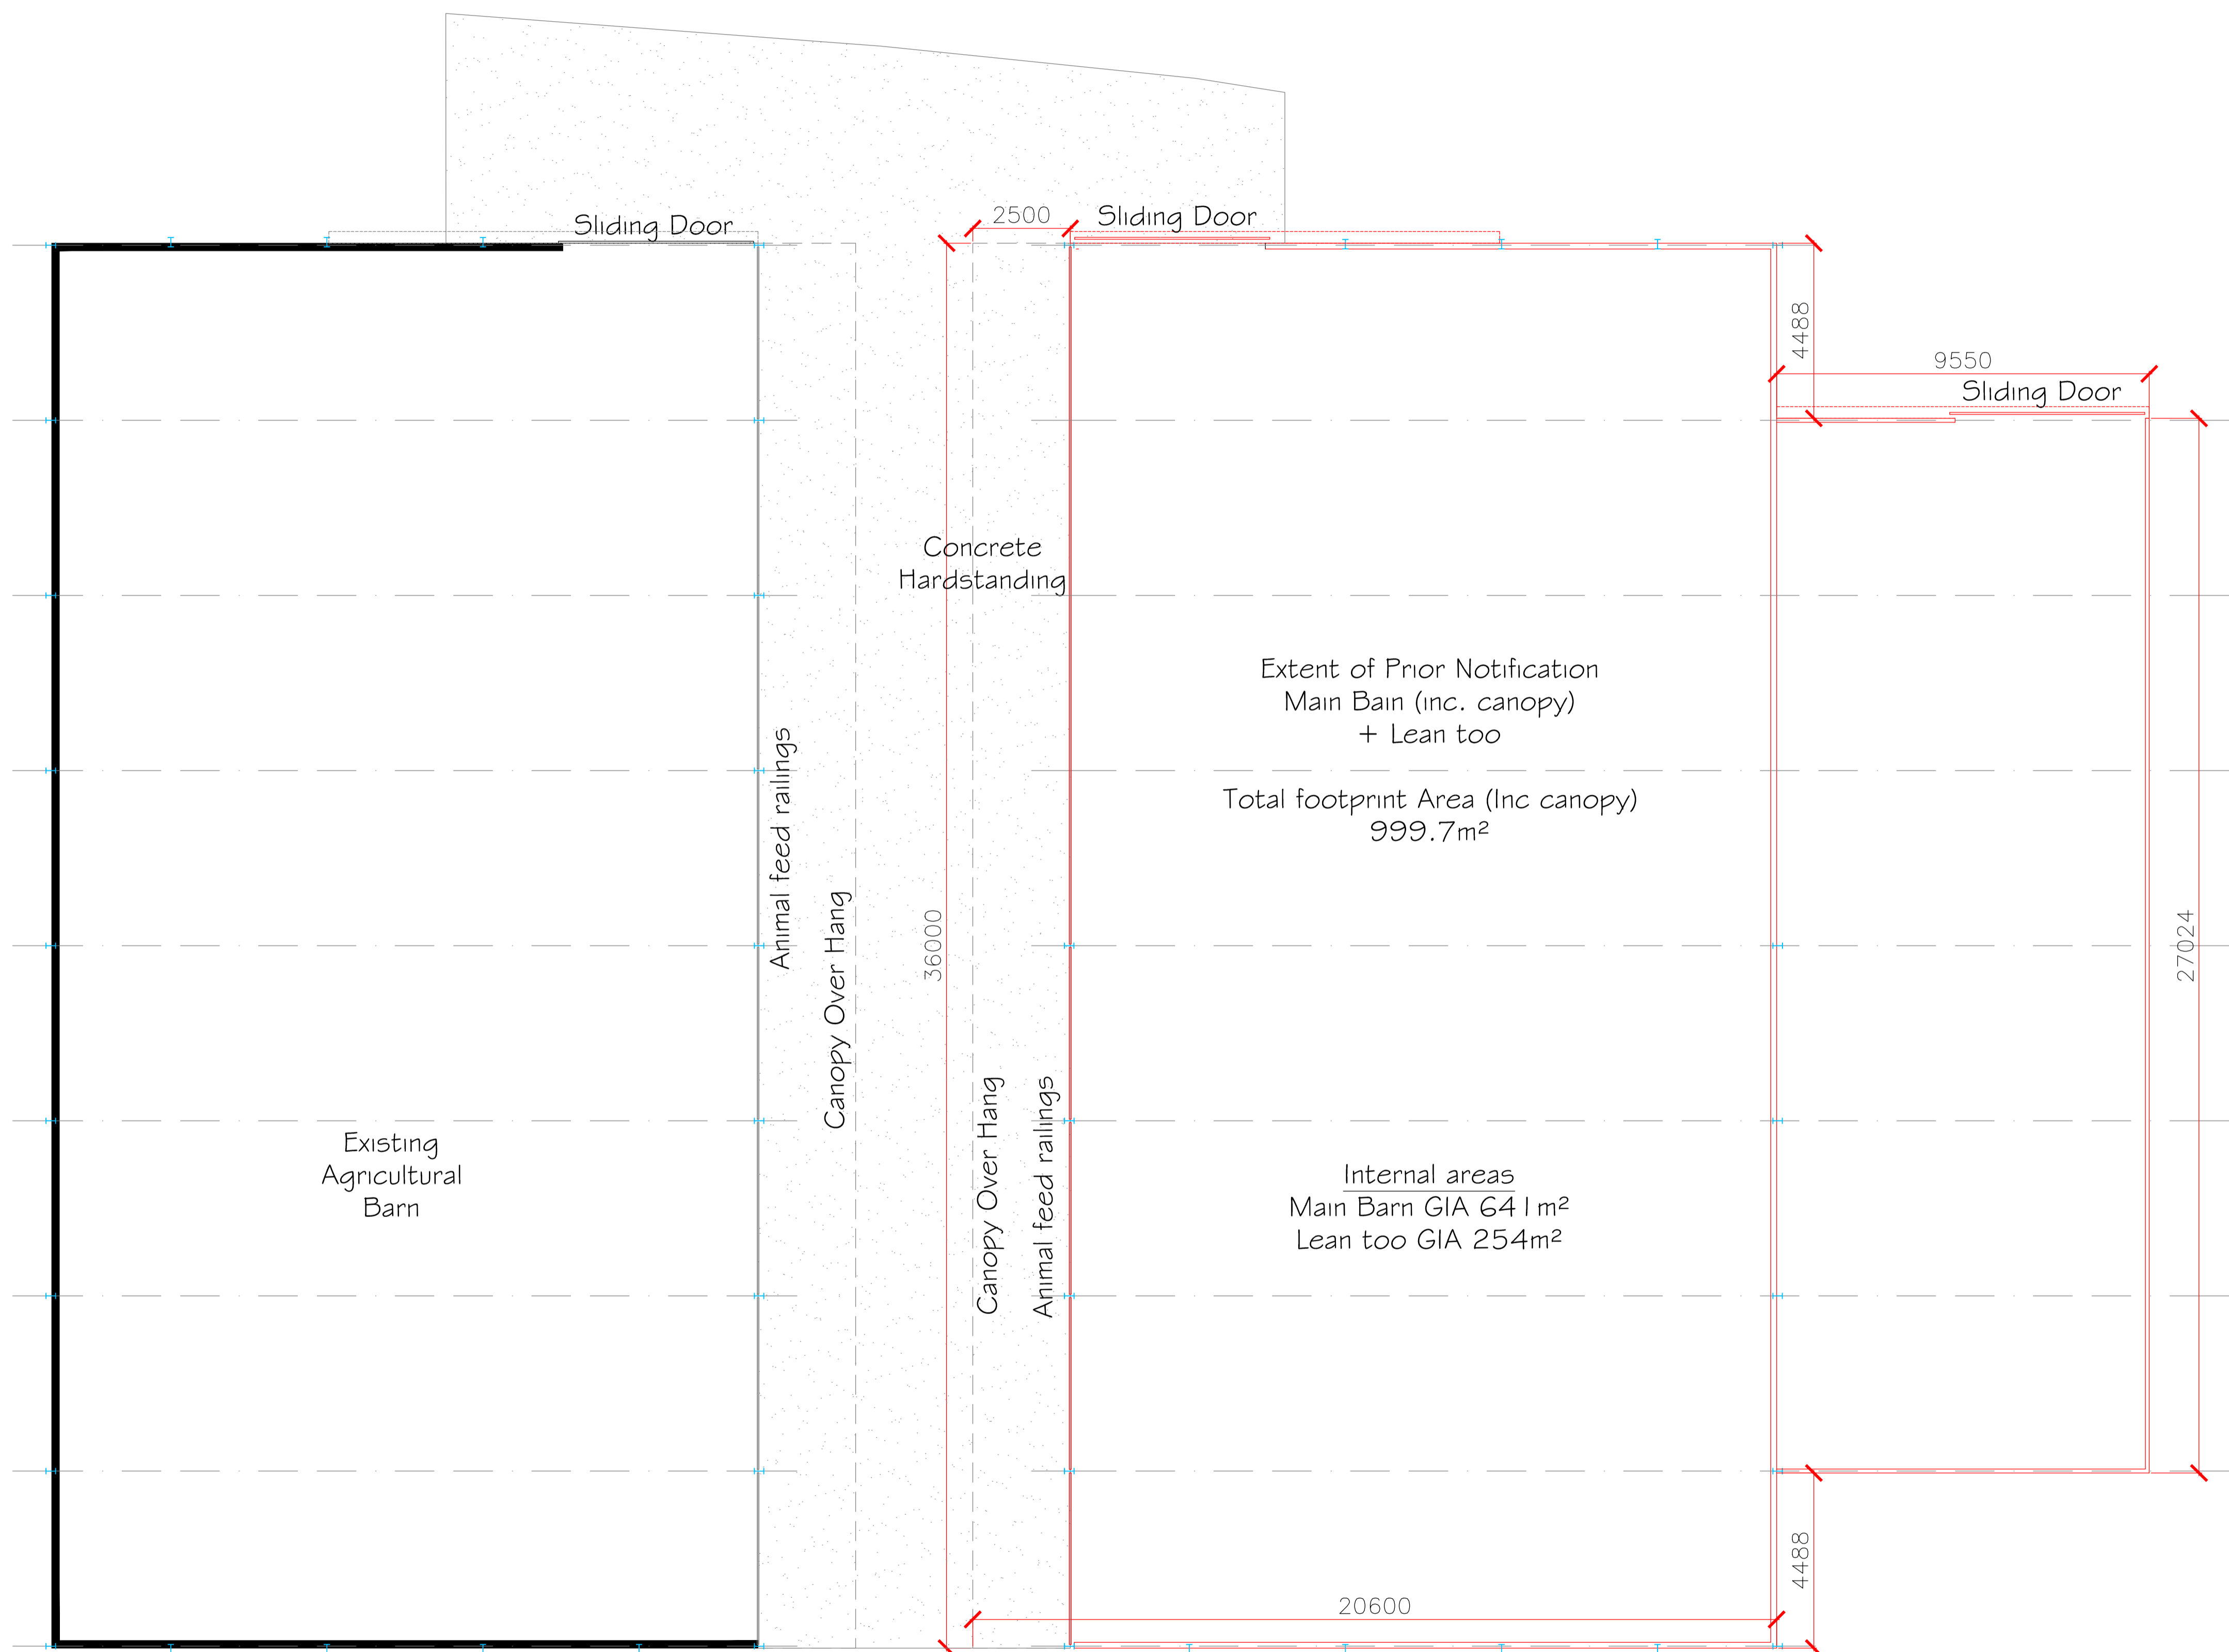 Sliding Door
2500
Sliding Door
4488
9550
Sliding Door
Concrete
Hardstanding
Extent of Prior Notification
Main Bain (inc. canopy)
+ Lean too
Total footprint Area (Inc canopy)
999.7m²
Animal feed railings
Canopy Over Hang
36000
27024
Canopy Over Hang
Animal feed railings
Existing
Agricultural
Barn
Internal areas
Main Barn GIA 641m²
Lean too GIA 254m²
4488
20600